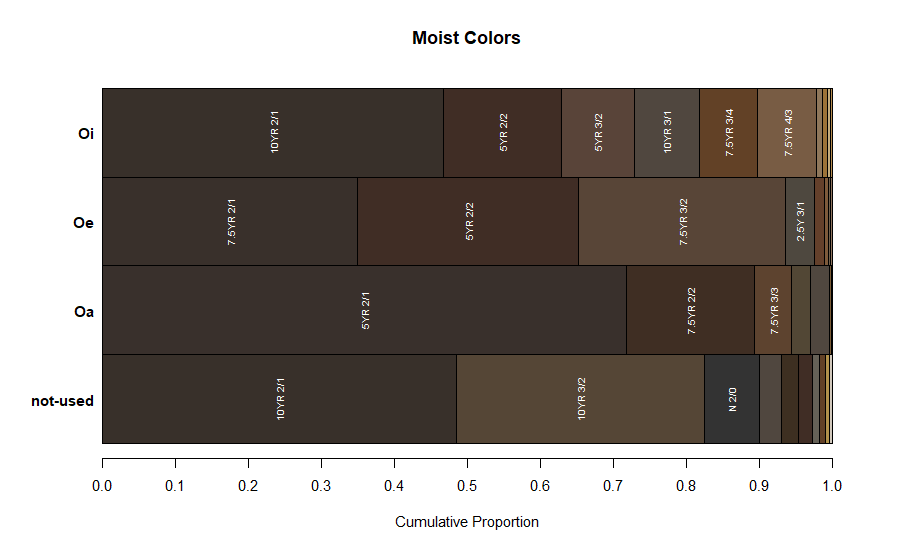 Moist Colors
Oi
10YR 2/1
5YR 2/2
5YR 3/2
10YR 3/1
7.5YR 3/4
7.5YR 4/3
Oe
7.5YR 2/1
5YR 2/2
7.5YR 3/2
2.5Y 3/1
Oa
5YR 2/1
7.5YR 2/2
7.5YR 3/3
not-used
10YR 2/1
10YR 3/2
N 2/0
0.0 0.1 0.2 0.3 0.4 0.5 0.6 0.7 0.8 0.9 1.0
Cumulative Proportion